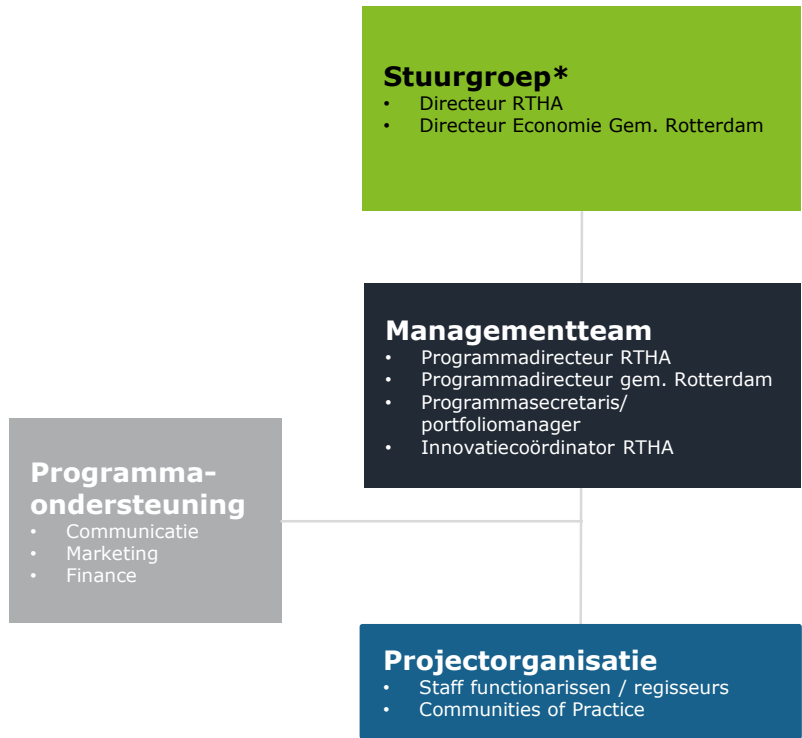 Stuurgroep*
• Directeur RTHA
• Directeur Economie Gem. Rotterdam
Managementteam
• Programmadirecteur RTHA
• Programmadirecteur gem. Rotterdam
• Programmasecretaris/
portfoliomanager
• Innovatiecoördinator RTHA
Programma-
ondersteuning
• Communicatie
• Marketing
• Finance
Projectorganisatie
• Staff functionarissen / regisseurs
• Communities of Practice